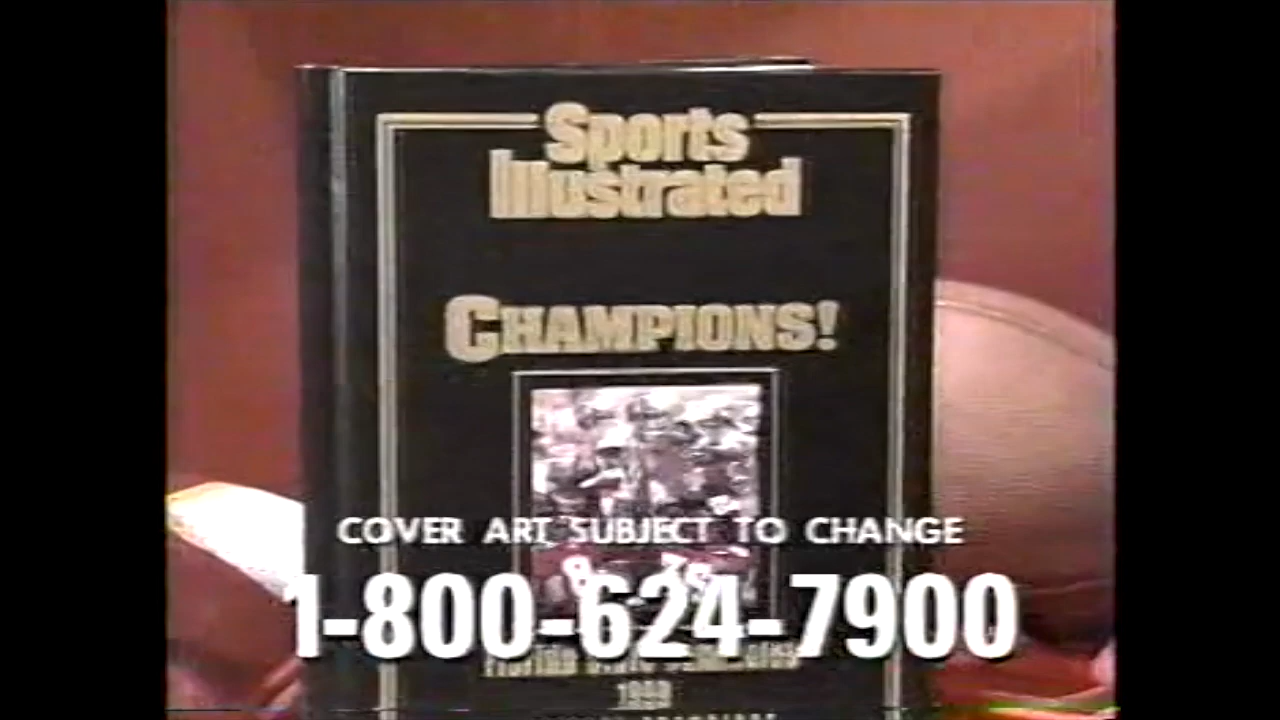 Sports
Illustrated
CHAMPIONS!
COVER ART SUBJECT TO CHANGE
1-800-624-7900